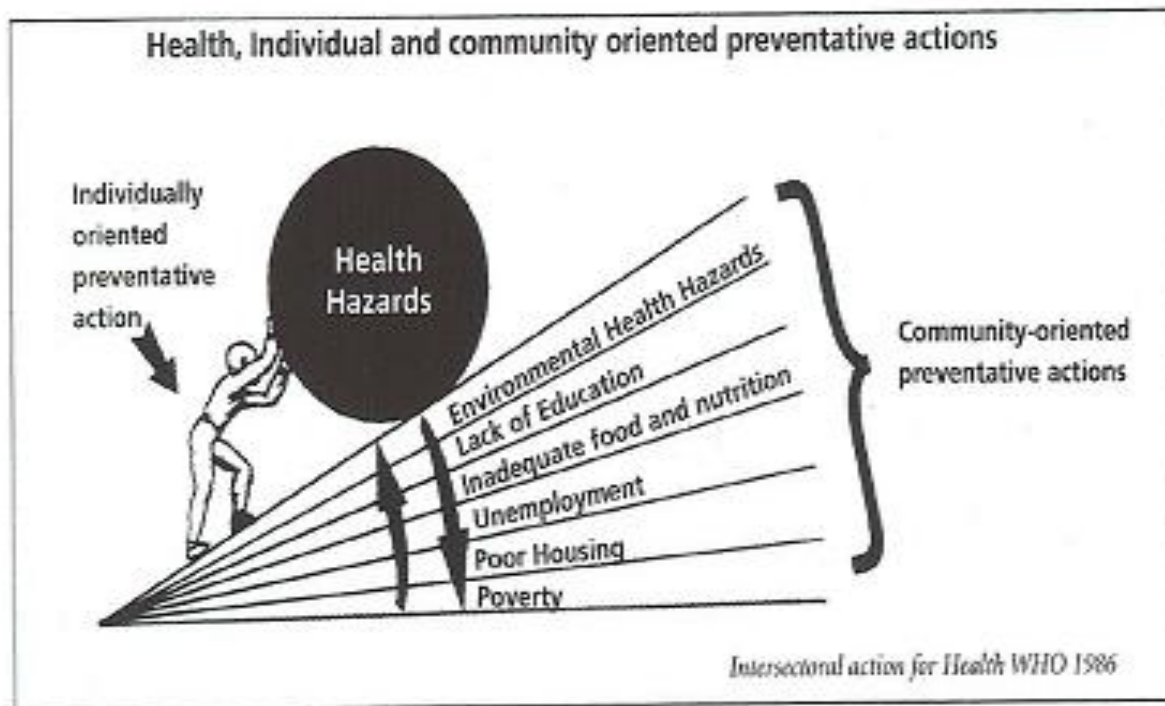 Health, Individual and community oriented preventative actions
Individually
oriented
preventative
action
Health
Hazards
Environmental Health Hazards
Lack of Education
Inadequate food and nutrition
Unemployment
Poor Housing
Poverty
Community-oriented
preventative actions
Intersectoral action for Health WHO 1986